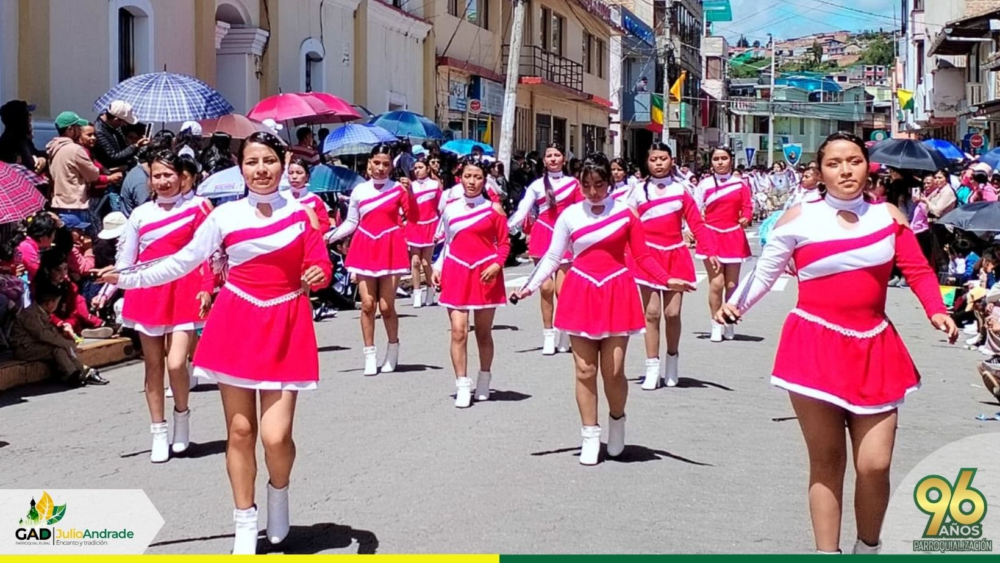 GAD
PARROQUIAL RURAL
JulioAndrade
Encanto y tradición
96
AÑOS
PARROQUIALIZACIÓN